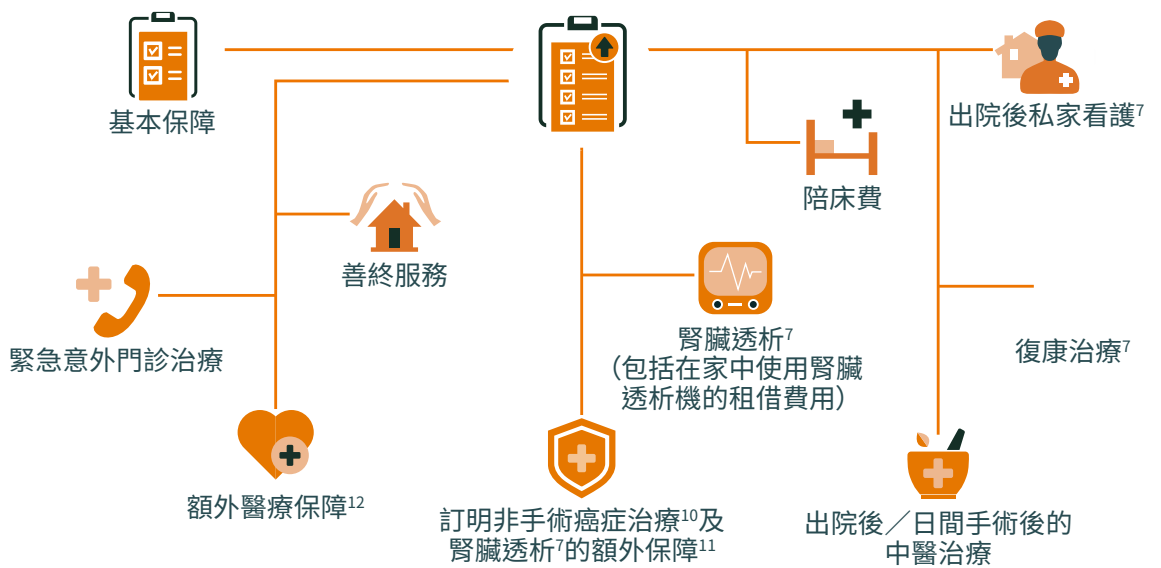 基本保障
出院後私家看護7
陪床費
善終服務
緊急意外門診治療
腎臟透析7
（包括在家中使用腎臟
透析機的租借費用）
復康治療7
額外醫療保障12
訂明非手術癌症治療10及
腎臟透析7的額外保障11
出院後／日間手術後的
中醫治療